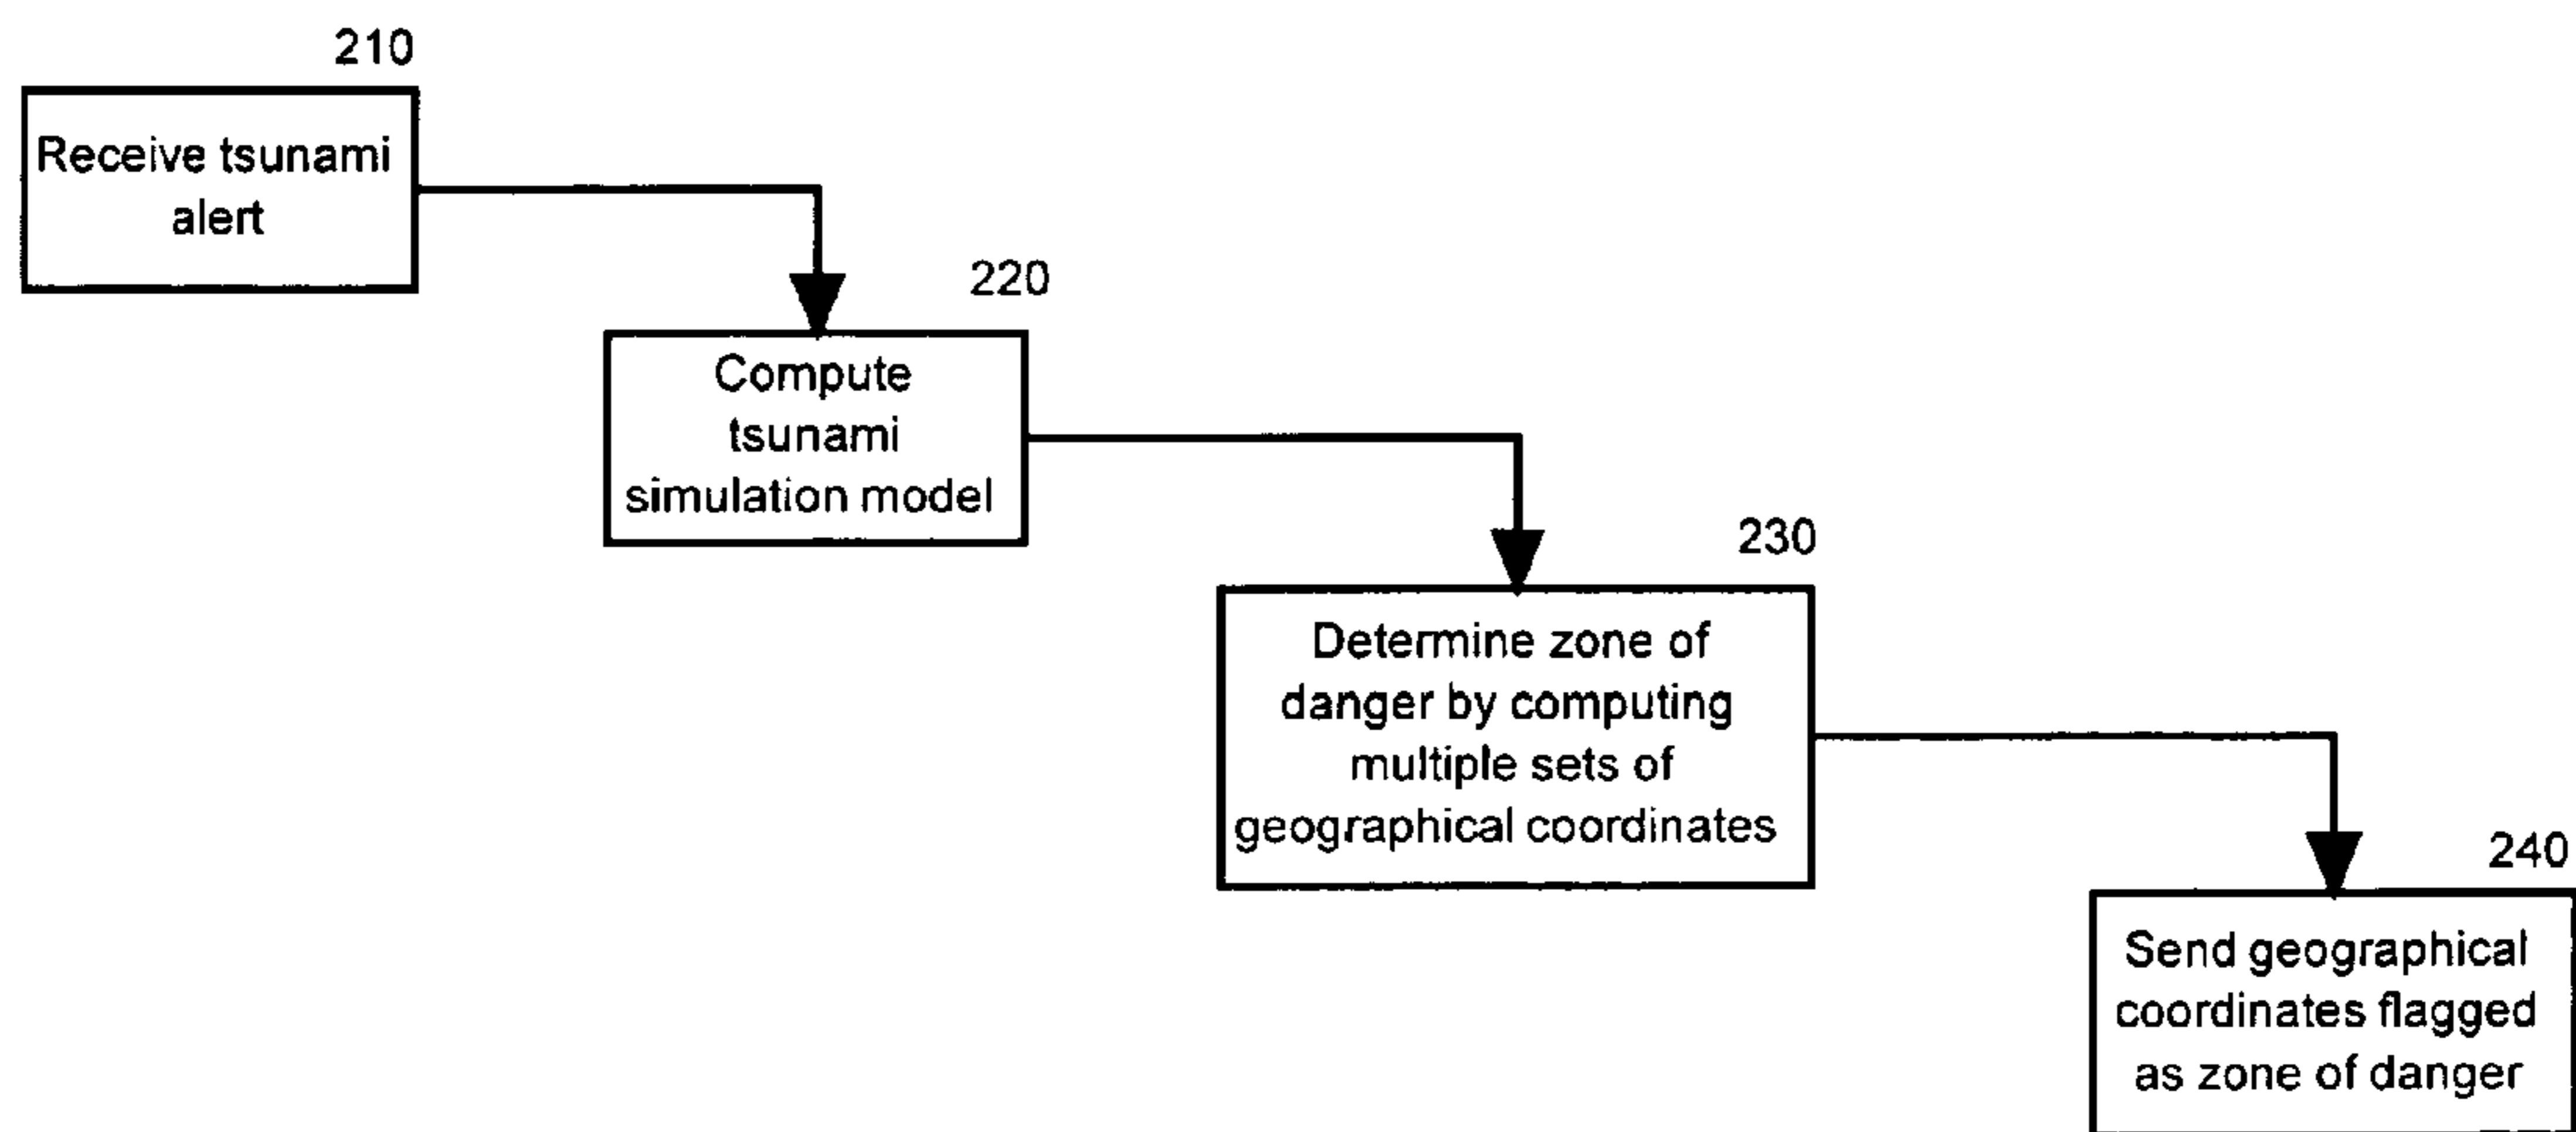 210
Receive tsunami
alert
220
Compute
tsunami
simulation model
230
Determine zone of
danger by computing
multiple sets of
geographical coordinates
240
Send geographical
coordinates flagged
as zone of danger